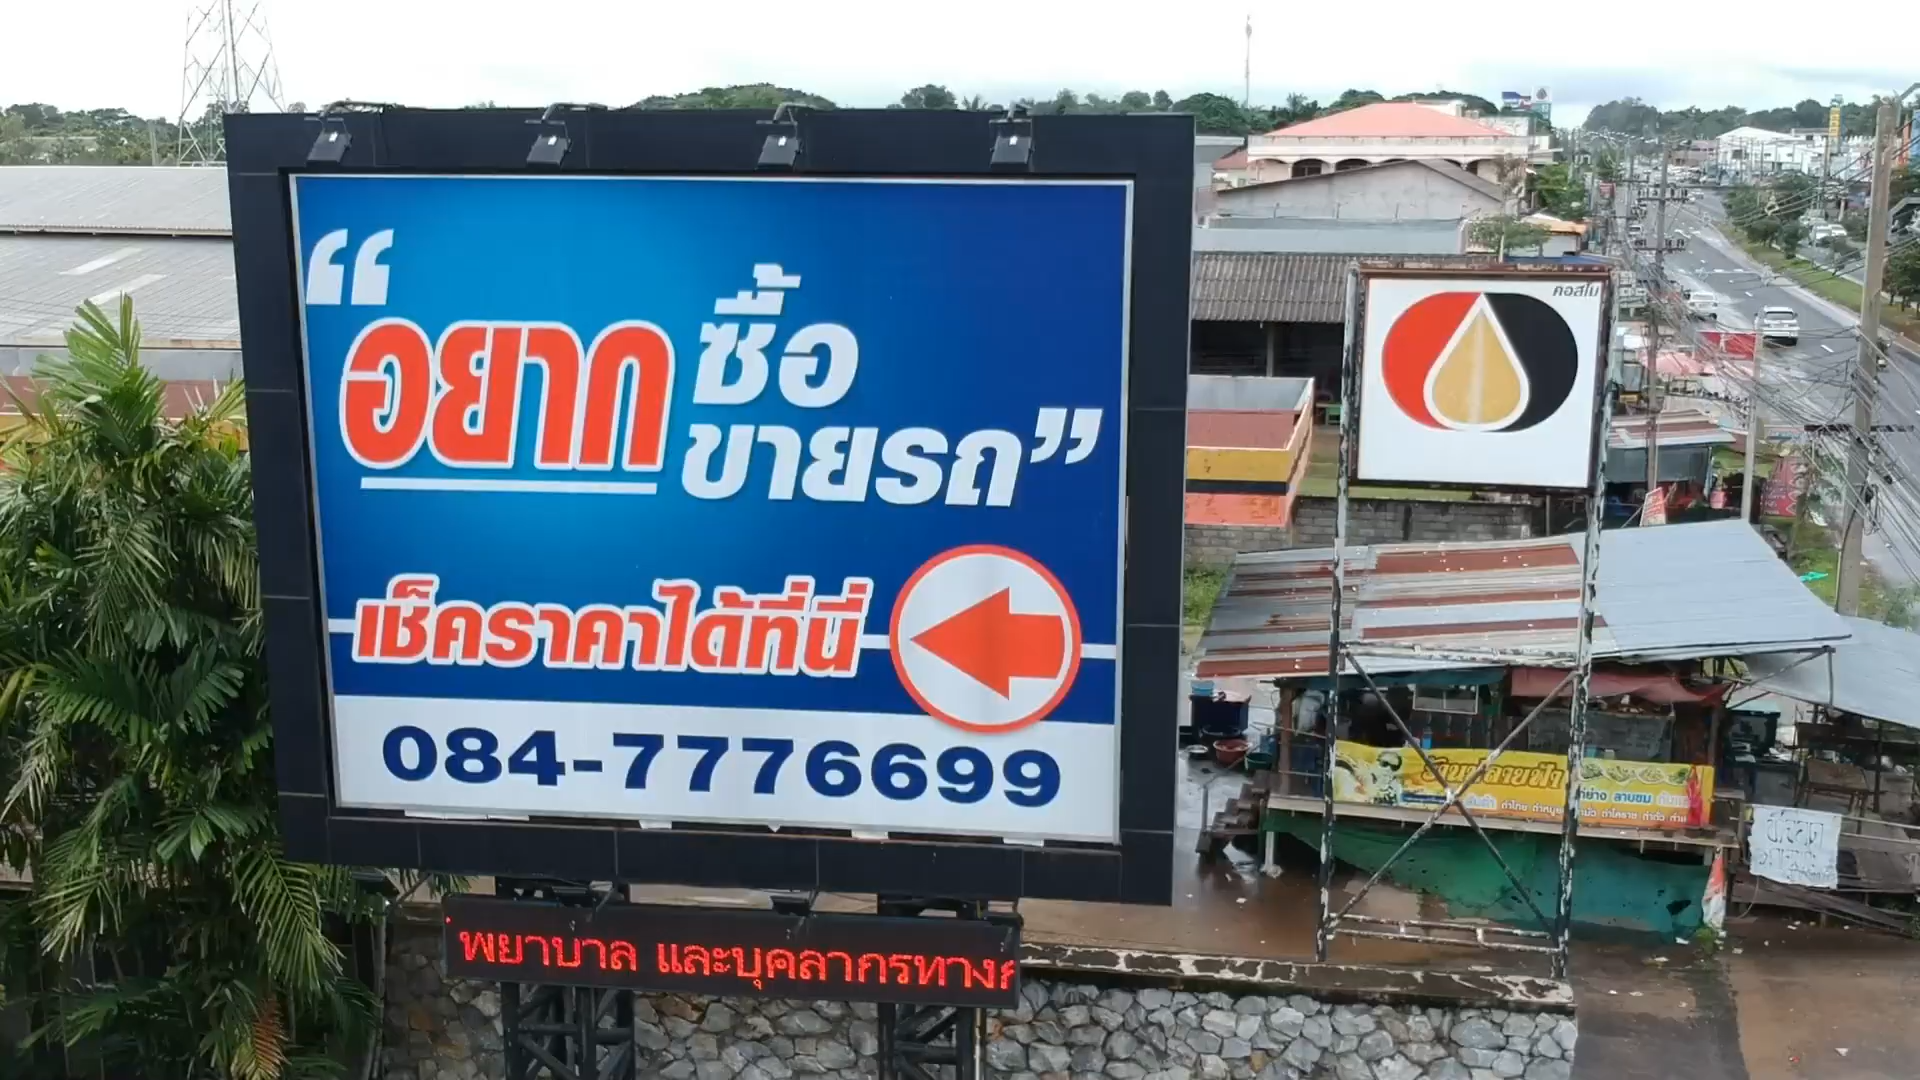 “อยาก ซื้อ
ขายรถ”
เช็คราคาได้ที่นี่
084-7776699
พยาบาล และบุคลากรทาง
คอสโม